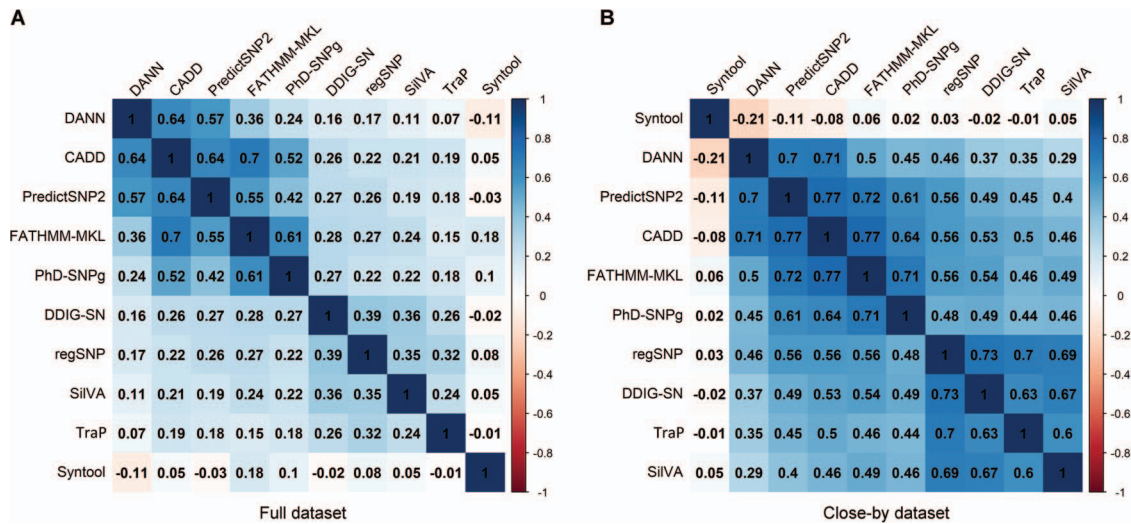 A
DANN CADD PredictSNP2 FATHMM-MKL PhD-SNPg DDIG-SN regSNP SilVA TraP Syntool
DANN 1 0.64 0.57 0.36 0.24 0.16 0.17 0.11 0.07 -0.11
CADD 0.64 1 0.64 0.7 0.52 0.26 0.22 0.21 0.19 0.05
PredictSNP2 0.57 0.64 1 0.55 0.42 0.27 0.26 0.19 0.18 -0.03
FATHMM-MKL 0.36 0.7 0.55 1 0.61 0.28 0.27 0.24 0.15 0.18
PhD-SNPg 0.24 0.52 0.42 0.61 1 0.27 0.22 0.22 0.18 0.1
DDIG-SN 0.16 0.26 0.27 0.28 0.27 1 0.39 0.36 0.26 -0.02
regSNP 0.17 0.22 0.26 0.27 0.22 0.39 1 0.35 0.32 0.08
SilVA 0.11 0.21 0.19 0.24 0.22 0.36 0.35 1 0.24 0.05
TraP 0.07 0.19 0.18 0.15 0.18 0.26 0.32 0.24 1 -0.01
Syntool -0.11 0.05 -0.03 0.18 0.1 -0.02 0.08 0.05 -0.01 1
1
0.8
0.6
0.4
0.2
0
-0.2
-0.4
-0.6
-0.8
-1
Full dataset
B
Syntool DANN PredictSNP2 CADD FATHMM-MKL PhD-SNPg regSNP DDIG-SN TraP SilVA
Syntool 1 -0.21 -0.11 -0.08 0.06 0.02 0.03 -0.02 -0.01 0.05
DANN -0.21 1 0.7 0.71 0.5 0.45 0.46 0.37 0.35 0.29
PredictSNP2 -0.11 0.7 1 0.77 0.72 0.61 0.56 0.49 0.45 0.4
CADD -0.08 0.71 0.77 1 0.77 0.64 0.56 0.53 0.5 0.46
FATHMM-MKL 0.06 0.5 0.72 0.77 1 0.71 0.56 0.54 0.46 0.49
PhD-SNPg 0.02 0.45 0.61 0.64 0.71 1 0.48 0.49 0.44 0.46
regSNP 0.03 0.46 0.56 0.56 0.56 0.48 1 0.73 0.7 0.69
DDIG-SN -0.02 0.37 0.49 0.53 0.54 0.49 0.73 1 0.63 0.67
TraP -0.01 0.35 0.45 0.5 0.46 0.44 0.7 0.63 1 0.6
SilVA 0.05 0.29 0.4 0.46 0.49 0.46 0.69 0.67 0.6 1
1
0.8
0.6
0.4
0.2
0
-0.2
-0.4
-0.6
-0.8
-1
Close-by dataset